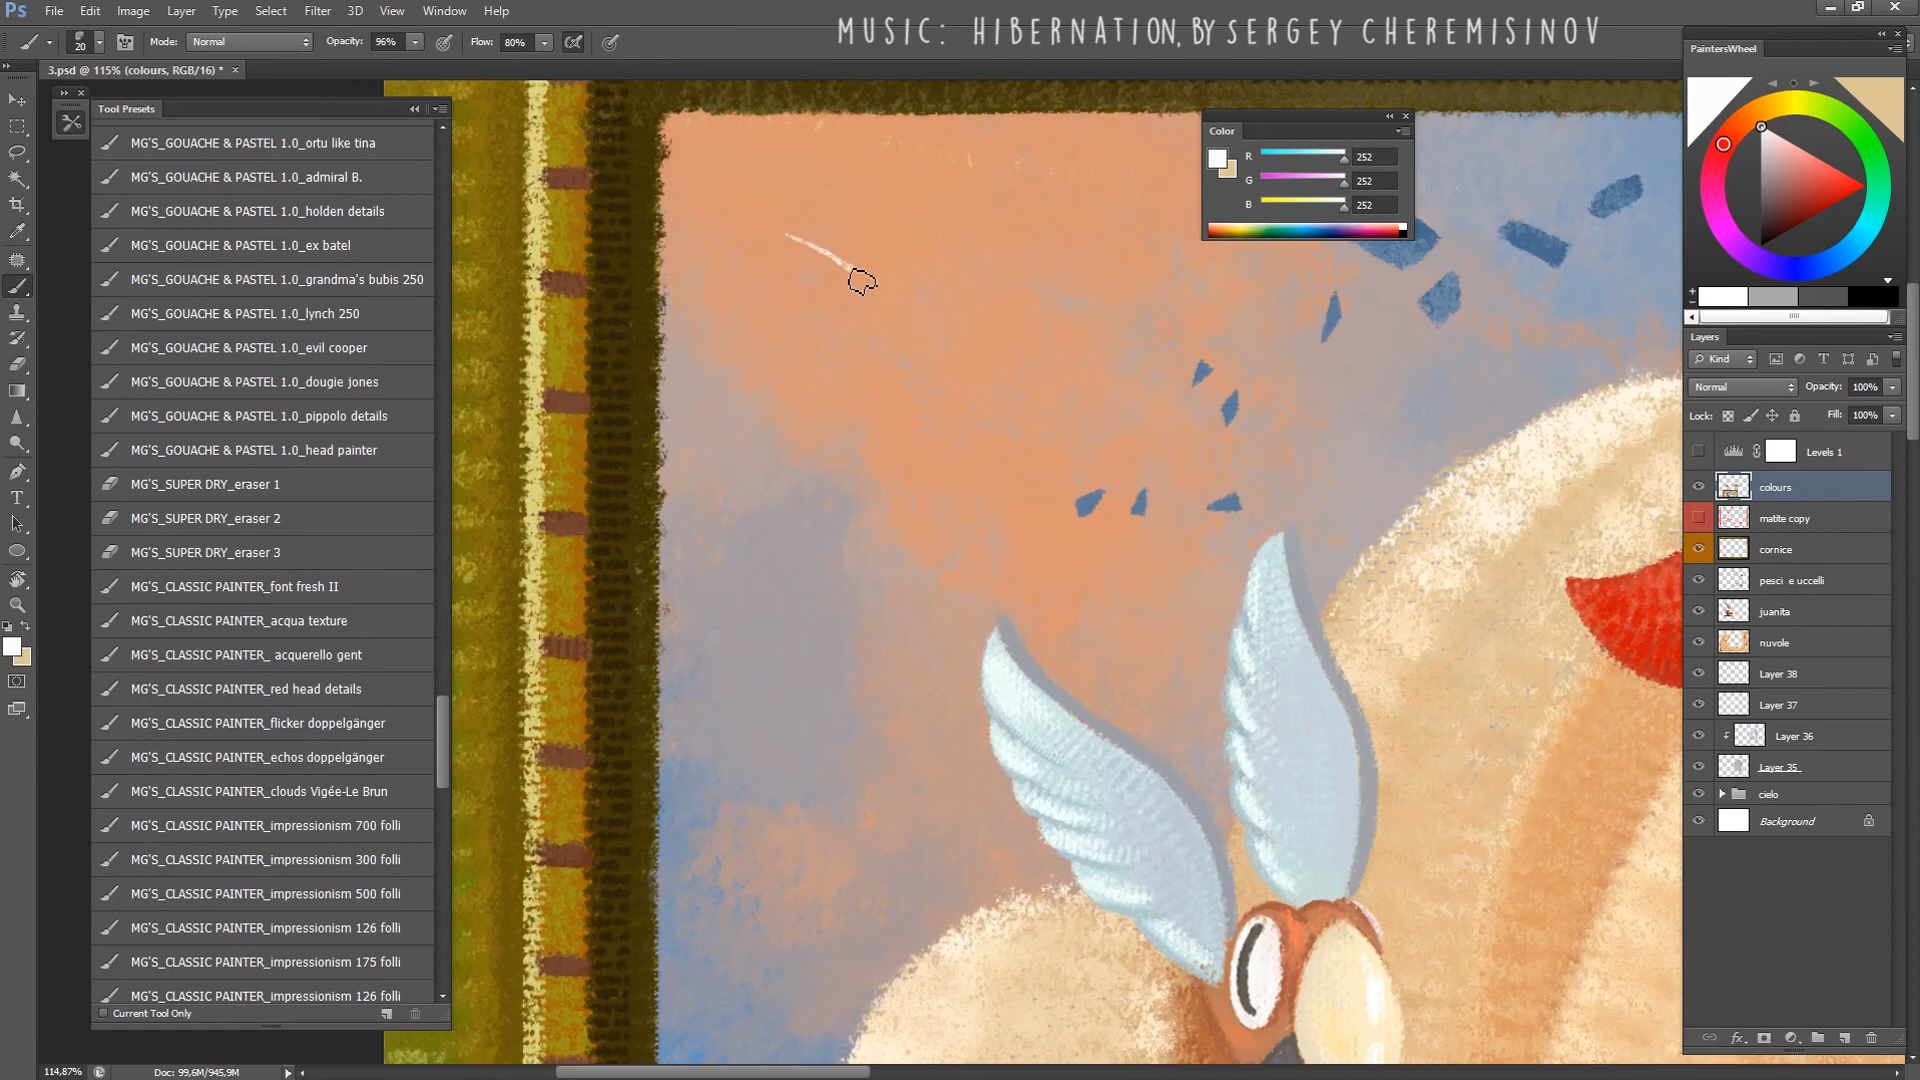 Ps File Edit Image Layer Type Select Filter 3D View Window Help
MUSIC: HIBERNATION, BY SERGEY CHEREMISINOV
20 Mode: Normal Opacity: 96% Flow: 80%
3.psd @ 115% (colours, RGB/16) * ×
Tool Presets
MG'S_GOUACHE & PASTEL 1.0_ortu like tina
MG'S_GOUACHE & PASTEL 1.0_admiral B.
MG'S_GOUACHE & PASTEL 1.0_holden details
MG'S_GOUACHE & PASTEL 1.0_ex batel
MG'S_GOUACHE & PASTEL 1.0_grandma's bubis 250
MG'S_GOUACHE & PASTEL 1.0_lynch 250
MG'S_GOUACHE & PASTEL 1.0_evil cooper
MG'S_GOUACHE & PASTEL 1.0_dougie jones
MG'S_GOUACHE & PASTEL 1.0_pippolo details
MG'S_GOUACHE & PASTEL 1.0_head painter
MG'S_SUPER DRY_eraser 1
MG'S_SUPER DRY_eraser 2
MG'S_SUPER DRY_eraser 3
MG'S_CLASSIC PAINTER_font fresh II
MG'S_CLASSIC PAINTER_acqua texture
MG'S_CLASSIC PAINTER_ acquerello gent
MG'S_CLASSIC PAINTER_red head details
MG'S_CLASSIC PAINTER_flicker doppelgänger
MG'S_CLASSIC PAINTER_echos doppelgänger
MG'S_CLASSIC PAINTER_clouds Vigée-Le Brun
MG'S_CLASSIC PAINTER_impressionism 700 folli
MG'S_CLASSIC PAINTER_impressionism 300 folli
MG'S_CLASSIC PAINTER_impressionism 500 folli
MG'S_CLASSIC PAINTER_impressionism 126 folli
MG'S_CLASSIC PAINTER_impressionism 175 folli
MG'S_CLASSIC PAINTER_impressionism 126 folli
Current Tool Only
Color
R 252
G 252
B 252
PaintersWheel
Layers
Kind
Normal Opacity: 100%
Lock: Fill: 100%
Levels 1
colours
matite copy
cornice
pesci e uccelli
juanita
nuvole
Layer 38
Layer 37
Layer 36
Layer 35
cielo
Background
fx
114,87% Doc: 99,6M/945,9M